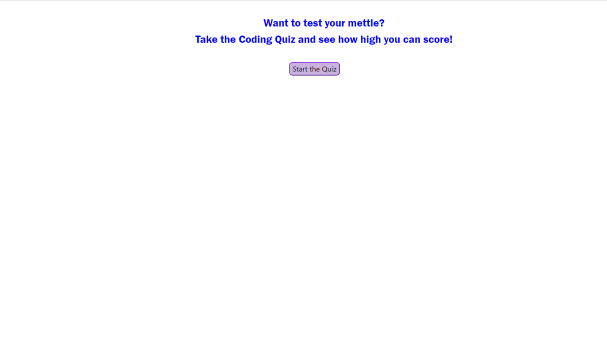 Want to test your mettle?
Take the Coding Quiz and see how high you can score!
Start the Quiz